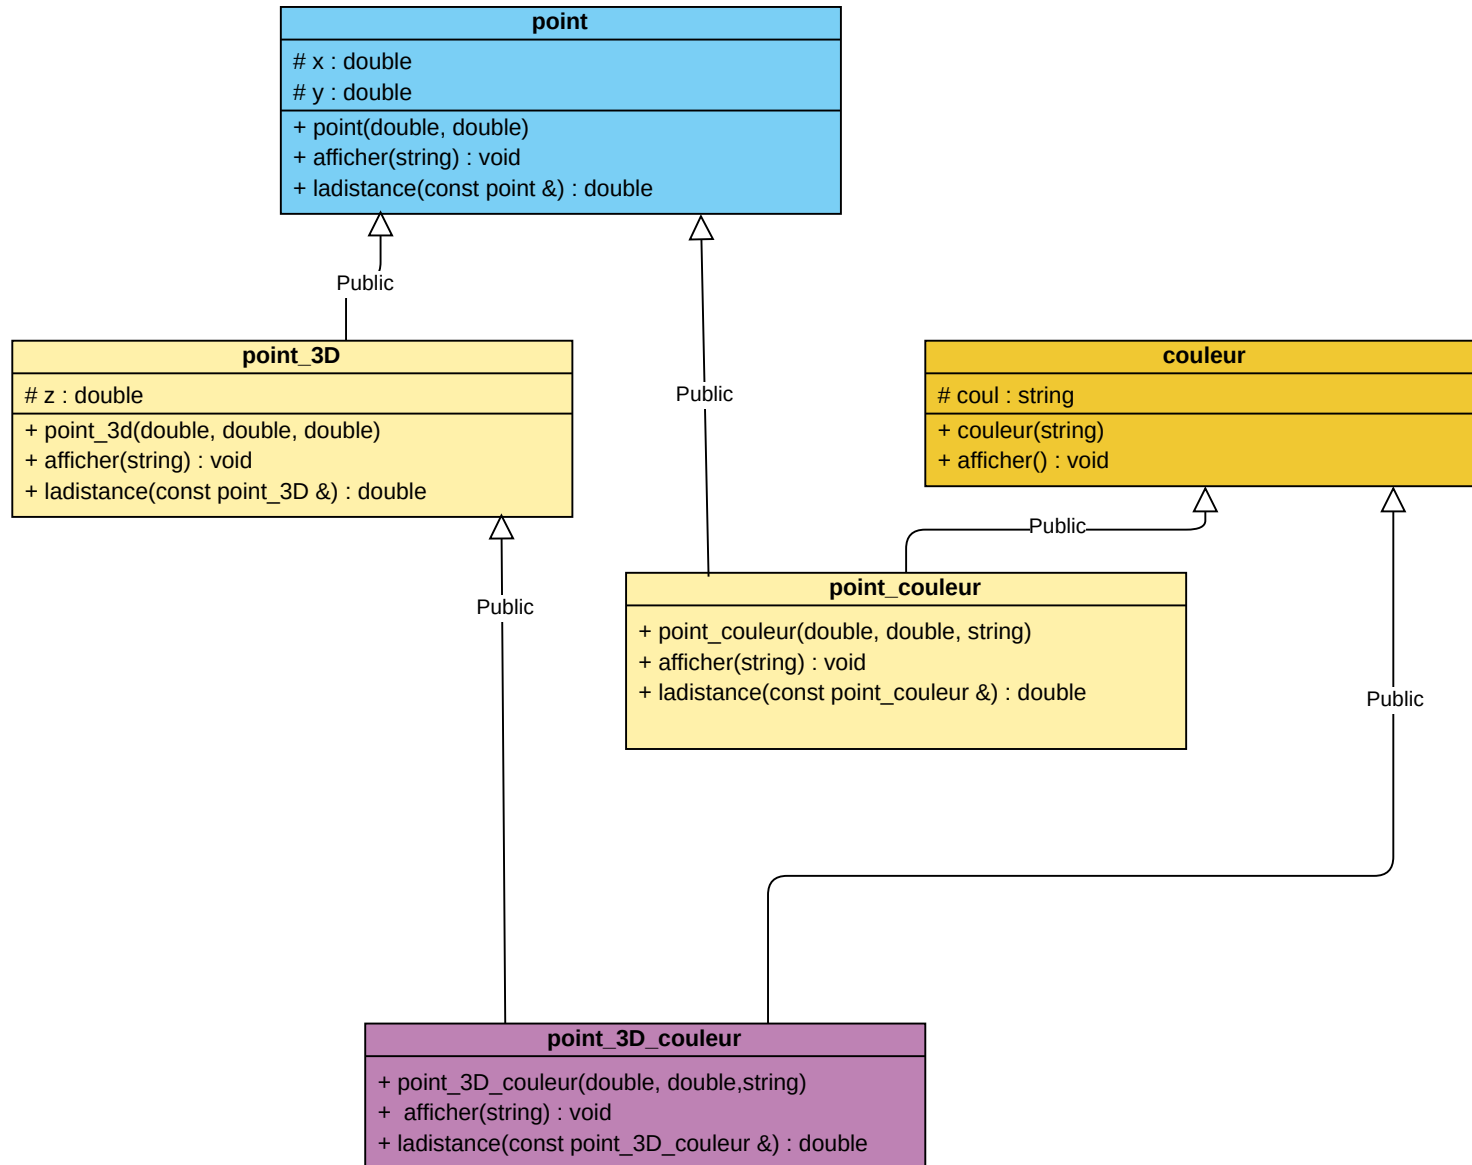 point
# x : double
# y : double
+ point(double, double)
+ afficher(string) : void
+ ladistance(const point &) : double
Public
point_3D
# z : double
+ point_3d(double, double, double)
+ afficher(string) : void
+ ladistance(const point_3D &) : double
Public
couleur
# coul : string
+ couleur(string)
+ afficher() : void
Public
point_couleur
+ point_couleur(double, double, string)
+ afficher(string) : void
+ ladistance(const point_couleur &) : double
Public
Public
point_3D_couleur
+ point_3D_couleur(double, double,string)
+ afficher(string) : void
+ ladistance(const point_3D_couleur &) : double